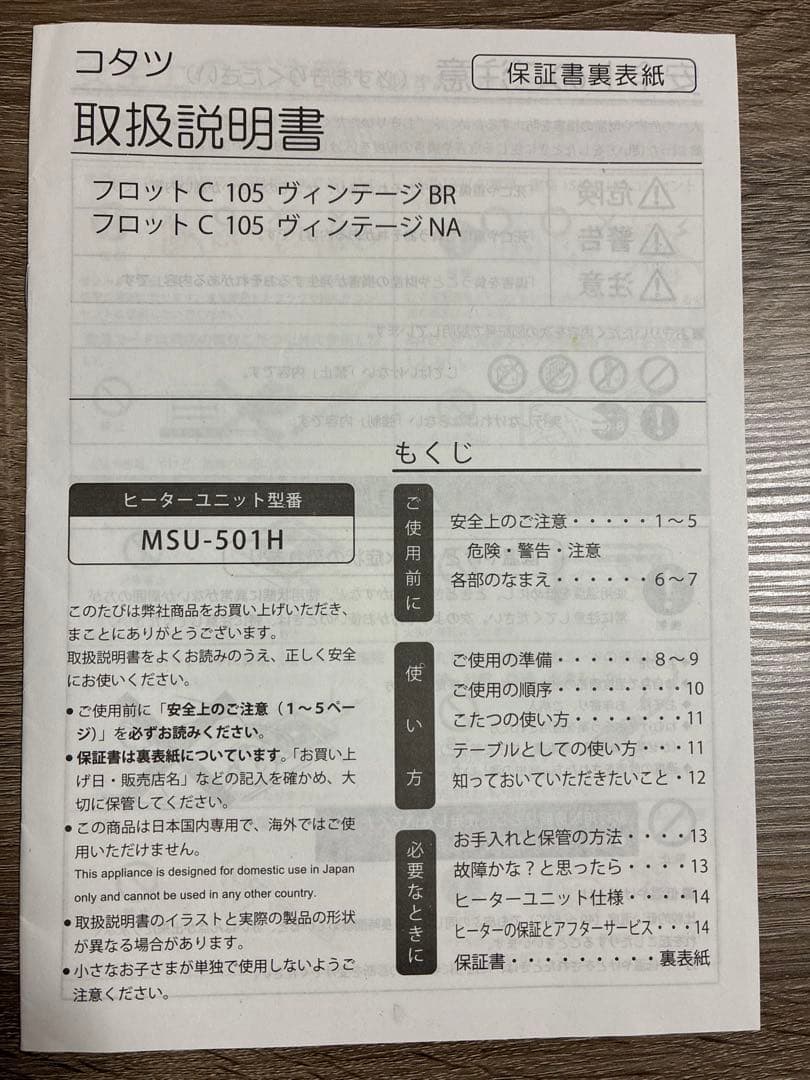 コタツ
保証書裏表紙
取扱説明書
フロット C 105 ヴィンテージ BR
フロット C 105 ヴィンテージ NA
ヒーターユニット型番
MSU-501H
このたびは弊社商品をお買い上げいただき、
まことにありがとうございます。
取扱説明書をよくお読みのうえ、正しく安全
にお使いください。
●ご使用前に「安全上のご注意（1～5ペー
ジ）」を必ずお読みください。
●保証書は裏表紙についています。「お買い上
げ日・販売店名」などの記入を確かめ、大
切に保管してください。
●この商品は日本国内専用で、海外ではご使
用いただけません。
This appliance is designed for domestic use in Japan
only and cannot be used in any other country.
●取扱説明書のイラストと実際の製品の形状
が異なる場合があります。
●小さなお子さまが単独で使用しないようご
注意ください。
もくじ
ご使用前に
安全上のご注意・・・・・1～5
危険・警告・注意
各部のなまえ・・・・・・6～7
使い方
ご使用の準備・・・・・・8～9
ご使用の順序・・・・・・・10
こたつの使い方・・・・・・11
テーブルとしての使い方・・・11
知っておいていただきたいこと・12
必要なときに
お手入れと保管の方法・・・・13
故障かな？と思ったら・・・・13
ヒーターユニット仕様・・・・14
ヒーターの保証とアフターサービス・・・14
保証書・・・・・・・・・裏表紙